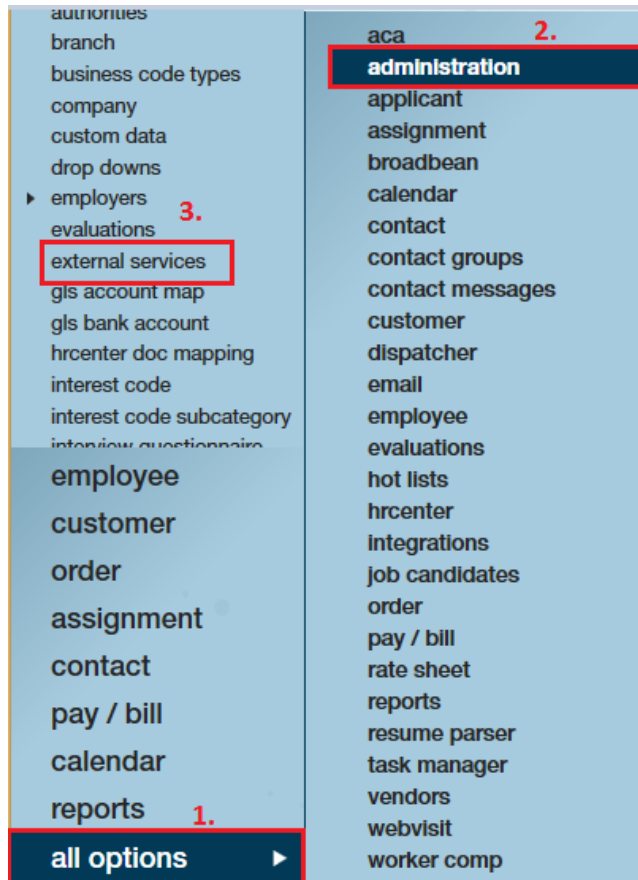 authorities
branch
business code types
company
custom data
drop downs
employers
3.
evaluations
external services
gls account map
gls bank account
hrcenter doc mapping
interest code
interest code subcategory
interview questionnaire
employee
customer
order
assignment
contact
pay / bill
calendar
reports
1.
all options
aca
2.
administration
applicant
assignment
broadbean
calendar
contact
contact groups
contact messages
customer
dispatcher
email
employee
evaluations
hot lists
hrcenter
integrations
job candidates
order
pay / bill
rate sheet
reports
resume parser
task manager
vendors
webvisit
worker comp